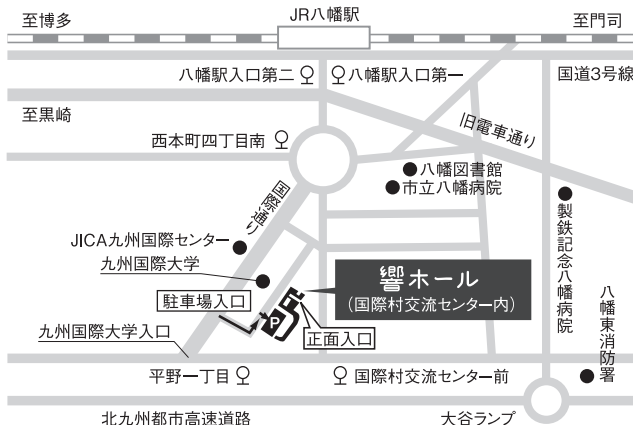 JR八幡駅
至博多
至門司
八幡駅入口第二
八幡駅入口第一
国道3号線
至黒崎
旧電車通り
西本町四丁目南
八幡図書館
市立八幡病院
国際通り
製鉄記念八幡病院
JICA九州国際センター
九州国際大学
響ホール
(国際村交流センター内)
駐車場入口
P
正面入口
八幡東消防署
九州国際大学入口
平野一丁目
国際村交流センター前
北九州都市高速道路
大谷ランプ